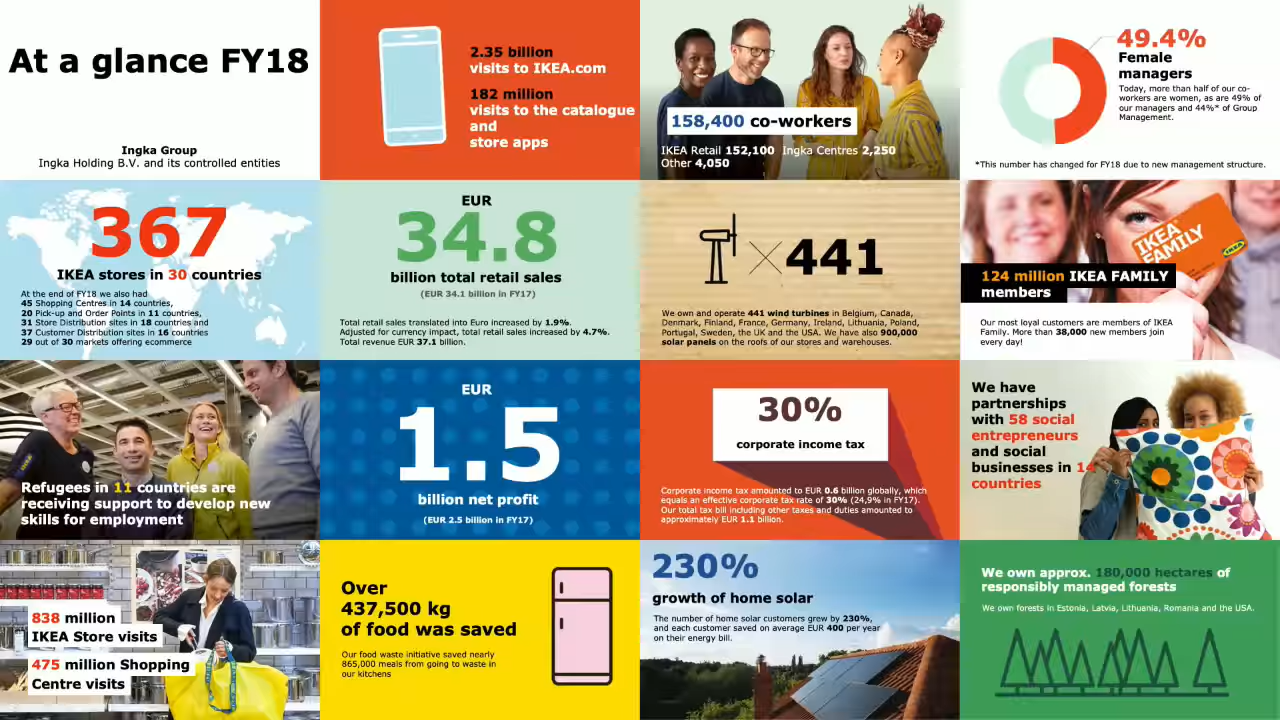 At a glance FY18
Ingka Group
Ingka Holding B.V. and its controlled entities
2.35 billion
visits to IKEA.com
182 million
visits to the catalogue
and
store apps
158,400 co-workers
IKEA Retail 152,100 Ingka Centres 2,250
Other 4,050
49.4%
Female
managers
Today, more than half of our co-
workers are women, as are 49% of
our managers and 44%* of Group
Management.
*This number has changed for FY18 due to new management structure.
367
IKEA stores in 30 countries
At the end of FY18 we also had
45 Shopping Centres in 14 countries,
20 Pick-up and Order Points in 11 countries,
31 Store Distribution sites in 18 countries and
37 Customer Distribution sites in 16 countries
29 out of 30 markets offering ecommerce
EUR
34.8
billion total retail sales
(EUR 34.1 billion in FY17)
Total retail sales translated into Euro increased by 1.9%.
Adjusted for currency impact, total retail sales increased by 4.7%.
Total revenue EUR 37.1 billion.
×441
We own and operate 441 wind turbines in Belgium, Canada,
Denmark, Finland, France, Germany, Ireland, Lithuania, Poland,
Portugal, Sweden, the UK and the USA. We have also 900,000
solar panels on the roofs of our stores and warehouses.
IKEA
FAMILY
IKEA
124 million IKEA FAMILY
members
Our most loyal customers are members of IKEA
Family. More than 38,000 new members join
every day!
Refugees in 11 countries are
receiving support to develop new
skills for employment
EUR
1.5
billion net profit
(EUR 2.5 billion in FY17)
30%
corporate income tax
Corporate income tax amounted to EUR 0.6 billion globally, which
equals an effective corporate tax rate of 30% (24,9% in FY17).
Our total tax bill including other taxes and duties amounted to
approximately EUR 1.1 billion.
We have
partnerships
with 58 social
entrepreneurs
and social
businesses in 14
countries
838 million
IKEA Store visits
475 million Shopping
Centre visits
Over
437,500 kg
of food was saved
Our food waste initiative saved nearly
865,000 meals from going to waste in
our kitchens
230%
growth of home solar
The number of home solar customers grew by 230%,
and each customer saved on average EUR 400 per year
on their energy bill.
We own approx. 180,000 hectares of
responsibly managed forests
We own forests in Estonia, Latvia, Lithuania, Romania and the USA.